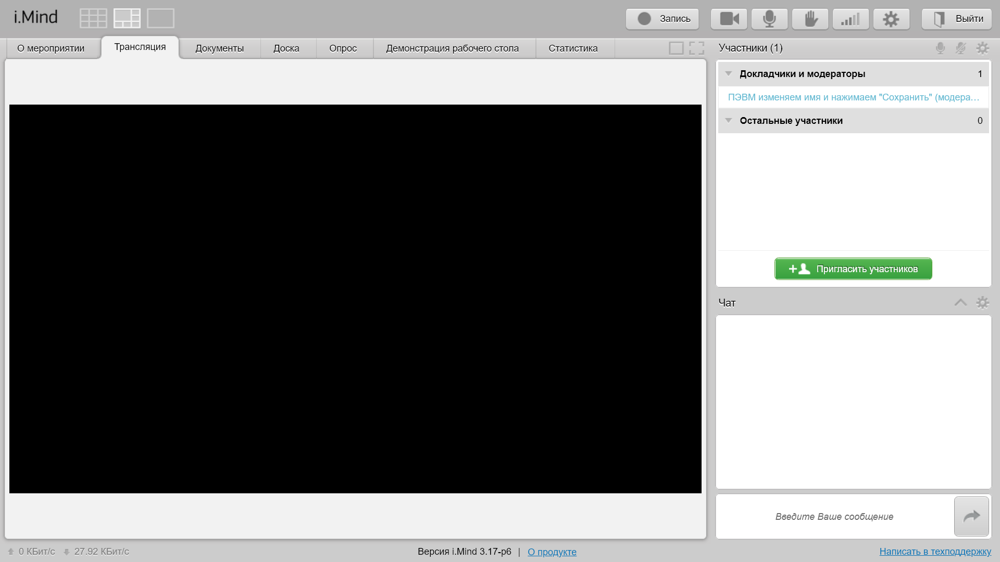 i.Mind
Запись
Выйти
О мероприятии
Трансляция
Документы
Доска
Опрос
Демонстрация рабочего стола
Статистика
Участники (1)
Докладчики и модераторы 1
ПЭВМ изменяем имя и нажимаем "Сохранить" (модера...
Остальные участники 0
Пригласить участников
Чат
Введите Ваше сообщение
0 КБит/с 27.92 КБит/с
Версия i.Mind 3.17-p6 | О продукте
Написать в техподдержку